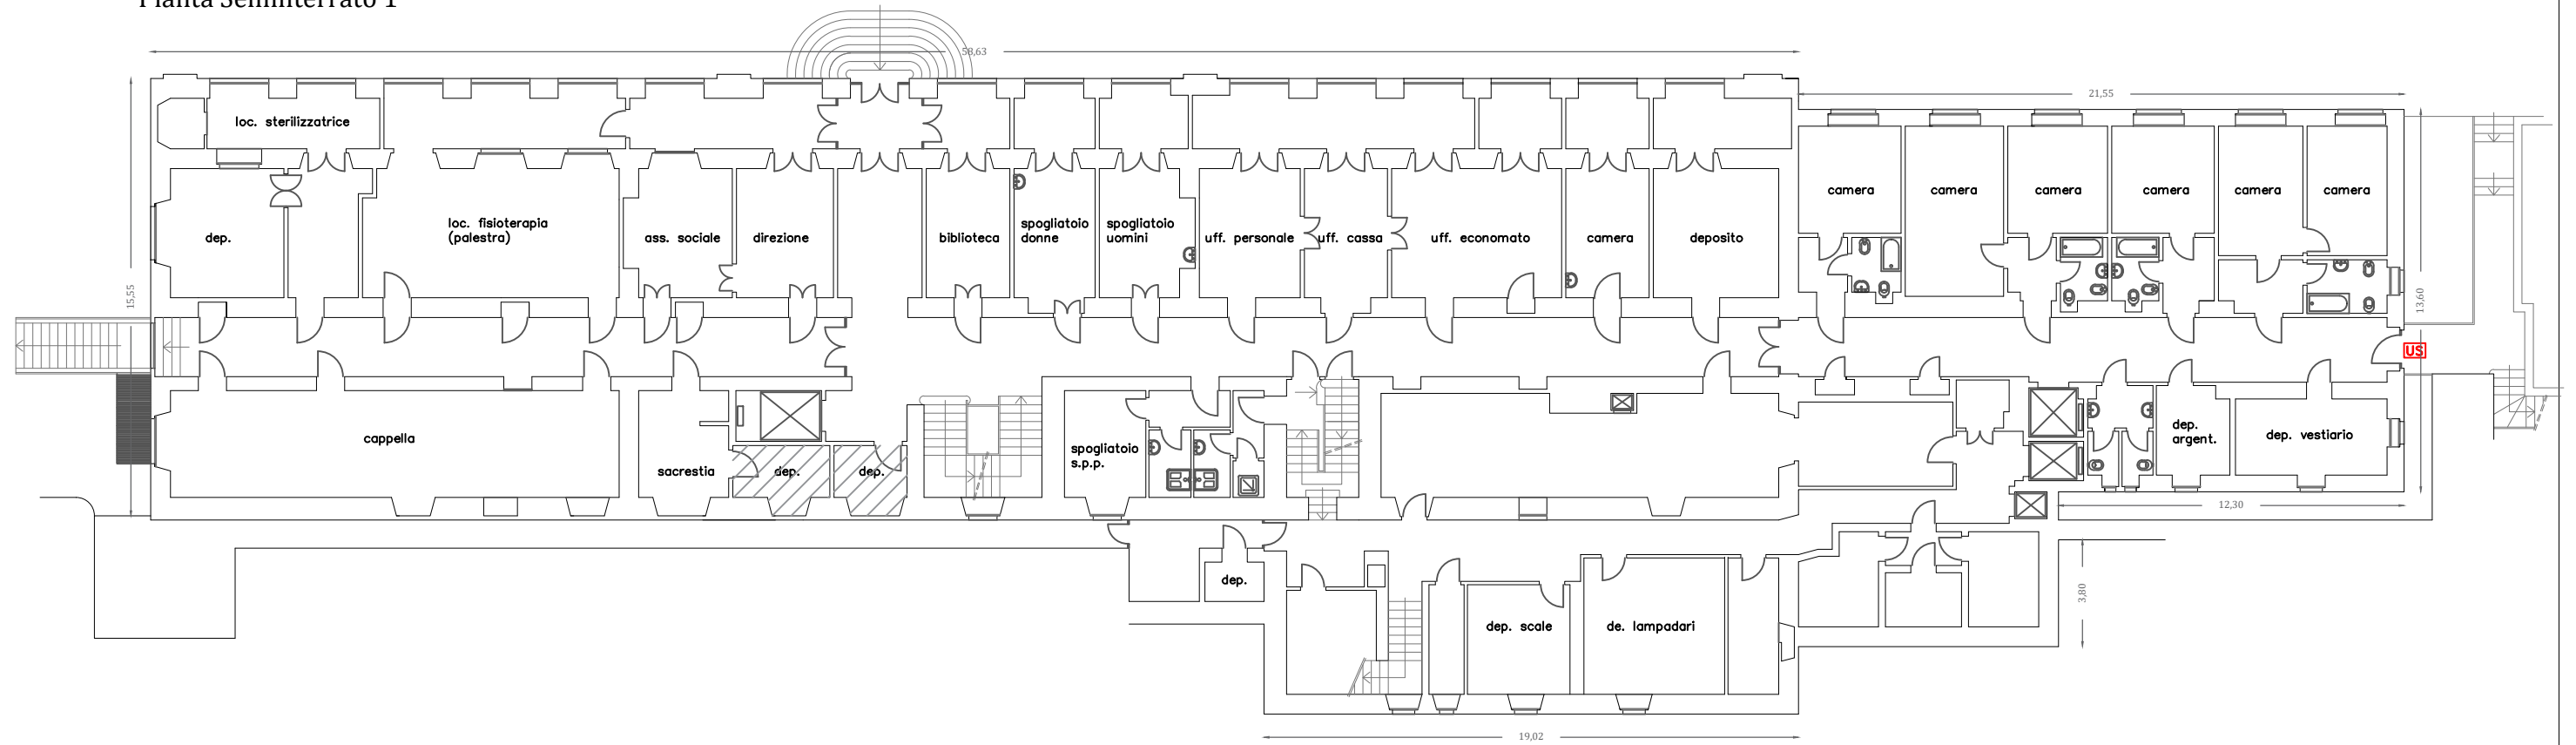 Pianta Seminterrato 1
58,63
21,55
loc. sterilizzatrice
camera
camera
camera
camera
camera
camera
dep.
loc. fisioterapia
(palestra)
ass. sociale
direzione
biblioteca
spogliatoio
donne
spogliatoio
uomini
uff. personale
uff. cassa
uff. economato
camera
deposito
15,55
13,60
US
cappella
sacrestia
dep.
dep.
spogliatoio
s.p.p.
dep.
argent.
dep. vestiario
12,30
dep.
dep. scale
de. lampadari
3,80
19,02